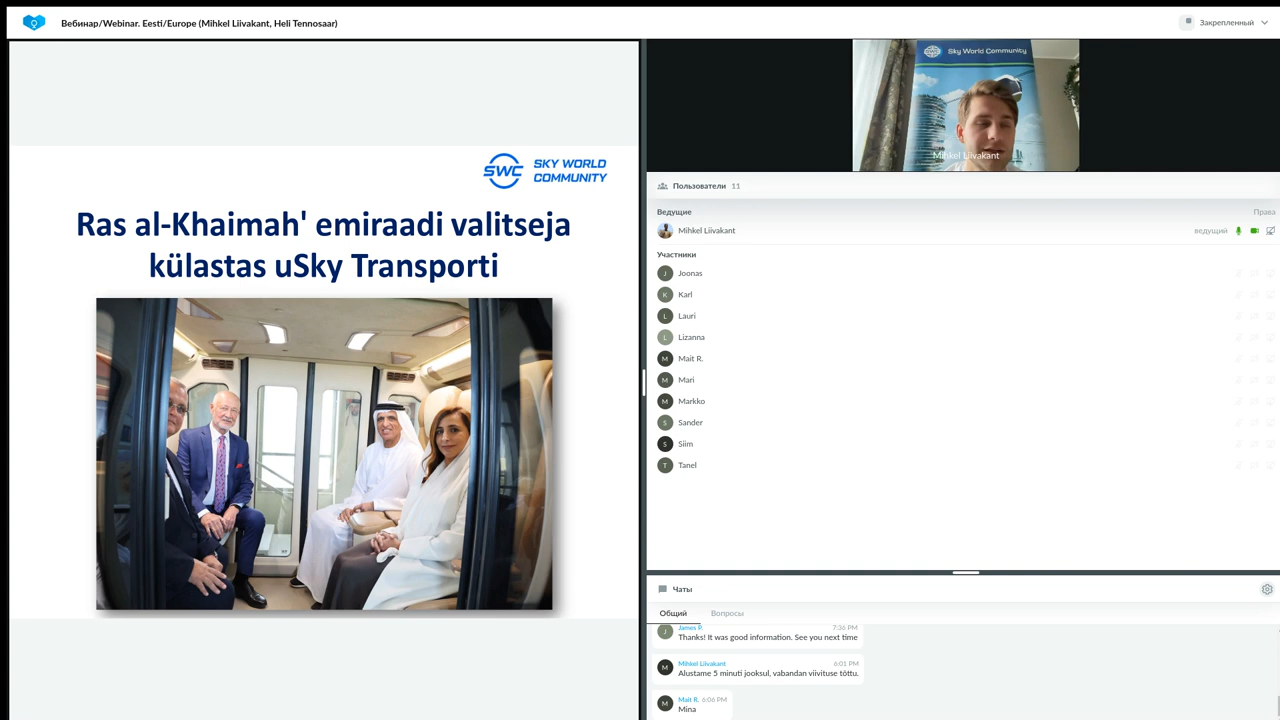 Вебинар/Webinar. Eesti/Europe (Mihkel Liivakant, Heli Tennosaar)
Закрепленный
SWC SKY WORLD
COMMUNITY
Ras al-Khaimah' emiraadi valitseja
külastas uSky Transporti
SWC Sky World Community
Mihkel Liivakant
Пользователи 11
Ведущие Права
Mihkel Liivakant ведущий
Участники
J Joonas
K Karl
L Lauri
L Lizanna
M Mait R.
M Mari
M Markko
S Sander
S Siim
T Tanel
Чаты
Общий Вопросы
J James P. 7:36 PM
Thanks! It was good information. See you next time
M Mihkel Liivakant 6:01 PM
Alustame 5 minuti jooksul, vabandan viivituse tõttu.
M Mait R. 6:06 PM
Mina